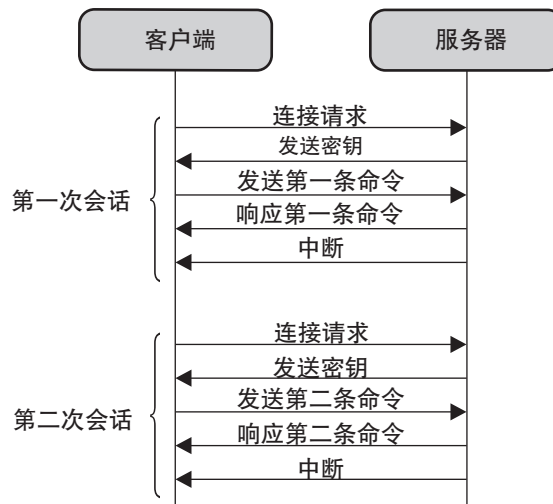 客户端
服务器
连接请求
发送密钥
发送第一条命令
第一次会话
响应第一条命令
中断
连接请求
发送密钥
发送第二条命令
第二次会话
响应第二条命令
中断